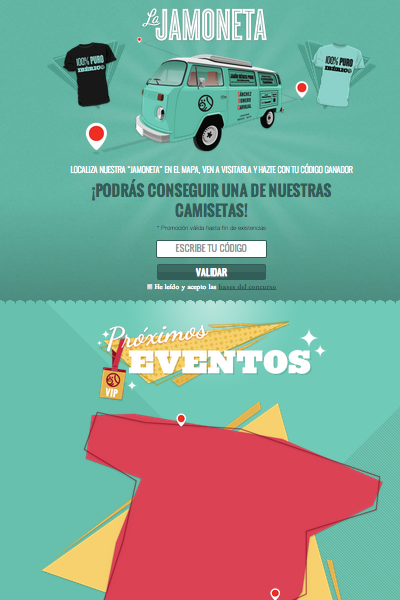 La JAMONETA
100% PURO
IBÉRICO
100% PURO
IBÉRICO
LOCALIZA NUESTRA "JAMONETA" EN EL MAPA, VEN A VISITARLA Y HAZTE CON TU CÓDIGO GANADOR
¡PODRÁS CONSEGUIR UNA DE NUESTRAS
CAMISETAS!
* Promoción válida hasta fin de existencias
ESCRIBE TU CÓDIGO
VALIDAR
He leído y acepto las bases del concurso
Próximos
EVENTOS
VIP